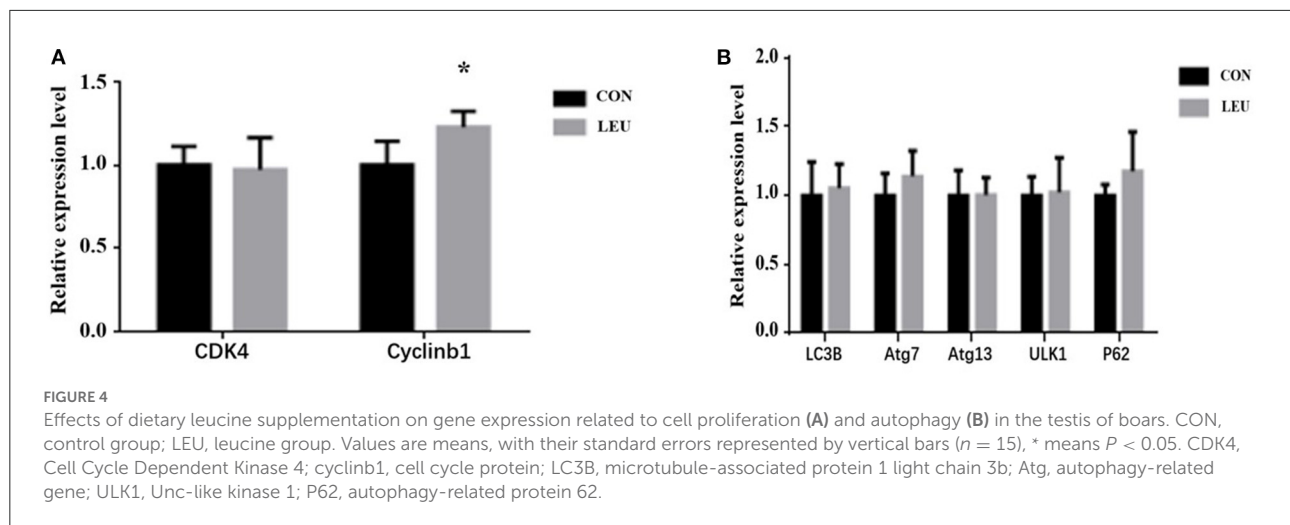 A
*
1.5
1.0
0.5
0.0
Relative expression level
CDK4
Cyclinb1
CON
LEU
B
2.0
1.5
1.0
0.5
0.0
Relative expression level
LC3B
Atg7
Atg13
ULK1
P62
CON
LEU
FIGURE 4
Effects of dietary leucine supplementation on gene expression related to cell proliferation (A) and autophagy (B) in the testis of boars. CON,
control group; LEU, leucine group. Values are means, with their standard errors represented by vertical bars (n = 15), * means P < 0.05. CDK4,
Cell Cycle Dependent Kinase 4; cyclinb1, cell cycle protein; LC3B, microtubule-associated protein 1 light chain 3b; Atg, autophagy-related
gene; ULK1, Unc-like kinase 1; P62, autophagy-related protein 62.